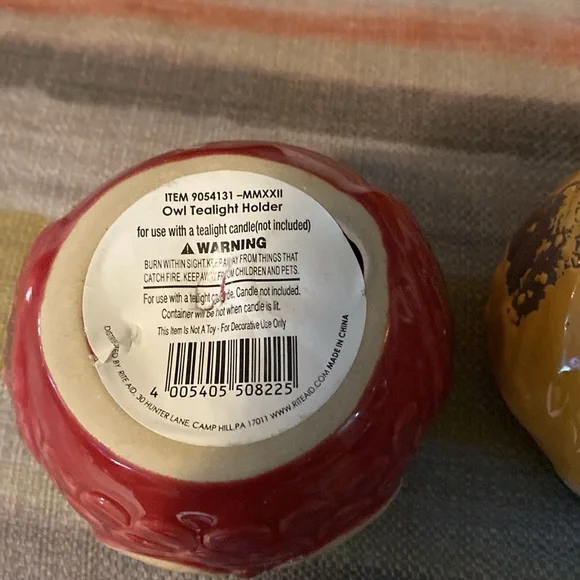 ITEM 9054131 –MMXXII
Owl Tealight Holder
for use with a tealight candle(not included)
⚠ WARNING
BURN WITHIN SIGHT. KEEP AWAY FROM THINGS THAT
CATCH FIRE. KEEP AWAY FROM CHILDREN AND PETS.
For use with a tealight candle. Candle not included.
Container will be hot when candle is lit.
This Item Is Not A Toy - For Decorative Use Only
4 005405 508225
DISTRIBUTED BY RITE AID, 30 HUNTER LANE, CAMP HILL,PA 17011 WWW.RITEAID.COM MADE IN CHINA